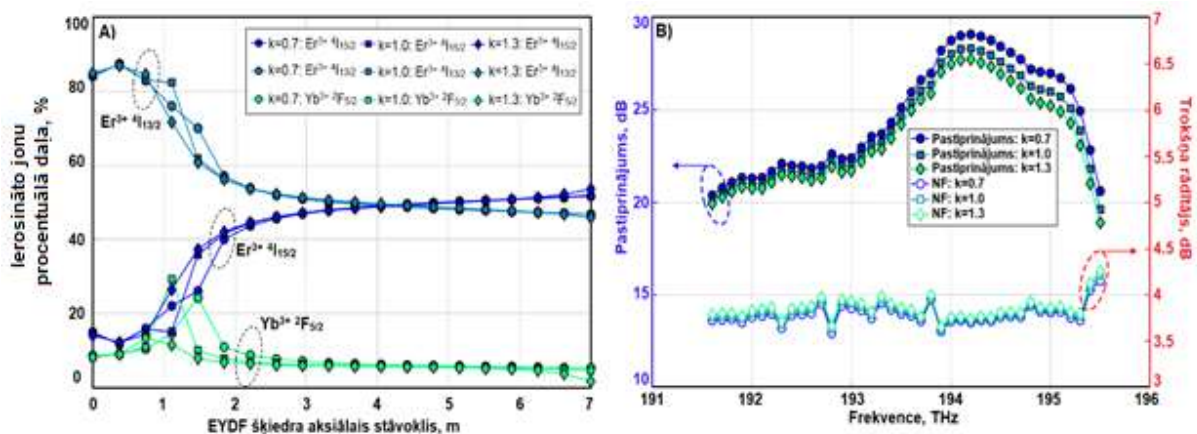 A)
100
80
60
40
20
0
Ierosināto jonu
procentuālā daļa, %
k=0.7: Er³⁺ ⁴I₁₅/₂
k=1.0: Er³⁺ ⁴I₁₅/₂
k=1.3: Er³⁺ ⁴I₁₅/₂
k=0.7: Er³⁺ ⁴I₁₃/₂
k=1.0: Er³⁺ ⁴I₁₃/₂
k=1.3: Er³⁺ ⁴I₁₃/₂
k=0.7: Yb³⁺ ²F₅/₂
k=1.0: Yb³⁺ ²F₅/₂
k=1.3: Yb³⁺ ²F₅/₂
Er³⁺ ⁴I₁₃/₂
Er³⁺ ⁴I₁₅/₂
Yb³⁺ ²F₅/₂
0 1 2 3 4 5 6 7
EYDF šķiedra aksiālais stāvoklis, m
B)
30
25
20
15
10
Pastiprinājums, dB
Pastiprinājums: k=0.7
Pastiprinājums: k=1.0
Pastiprinājums: k=1.3
NF: k=0.7
NF: k=1.0
NF: k=1.3
7
6.5
6
5.5
5
4.5
4
3.5
3
Trokšņa rādītājs, dB
191 192 193 194 195 196
Frekvence, THz